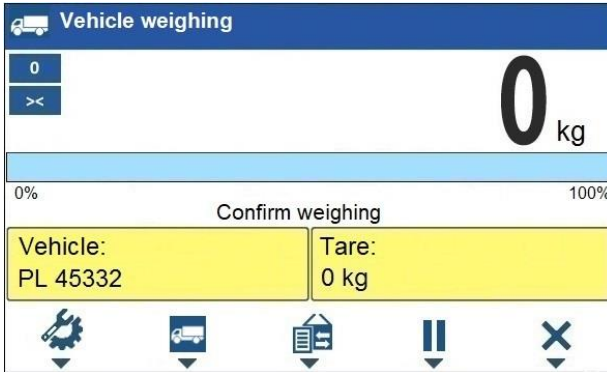 Vehicle weighing
0
><
0 kg
0%
100%
Confirm weighing
Vehicle:
PL 45332
Tare:
0 kg